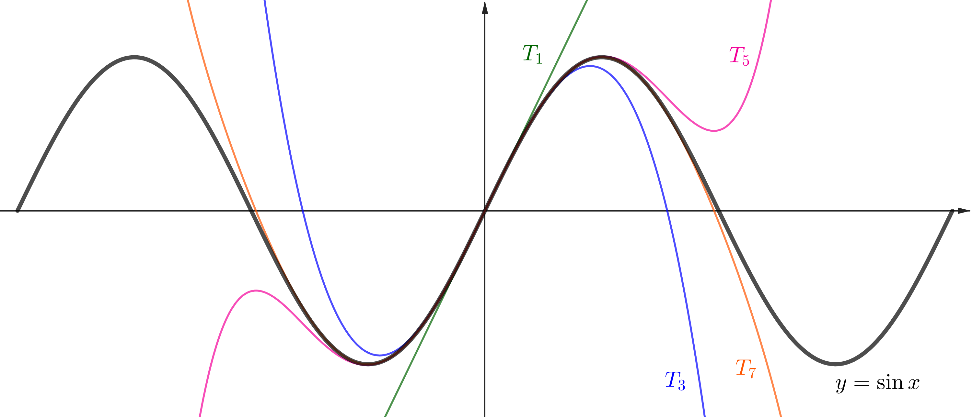 T₁
T₅
T₃
T₇
y = sin x